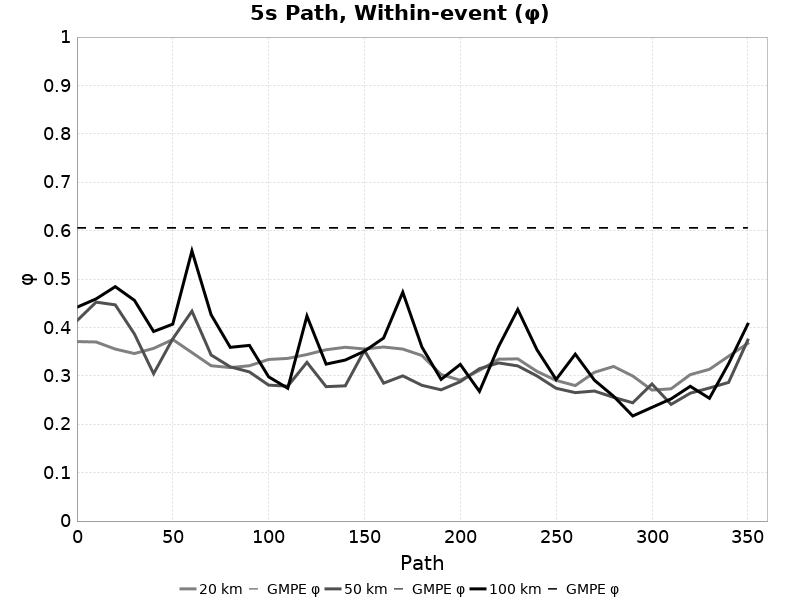 5s Path, Within-event (φ)
1
0.9
0.8
0.7
0.6
0.5
0.4
0.3
0.2
0.1
0
φ
0 50 100 150 200 250 300 350
Path
20 km GMPE φ 50 km GMPE φ 100 km GMPE φ